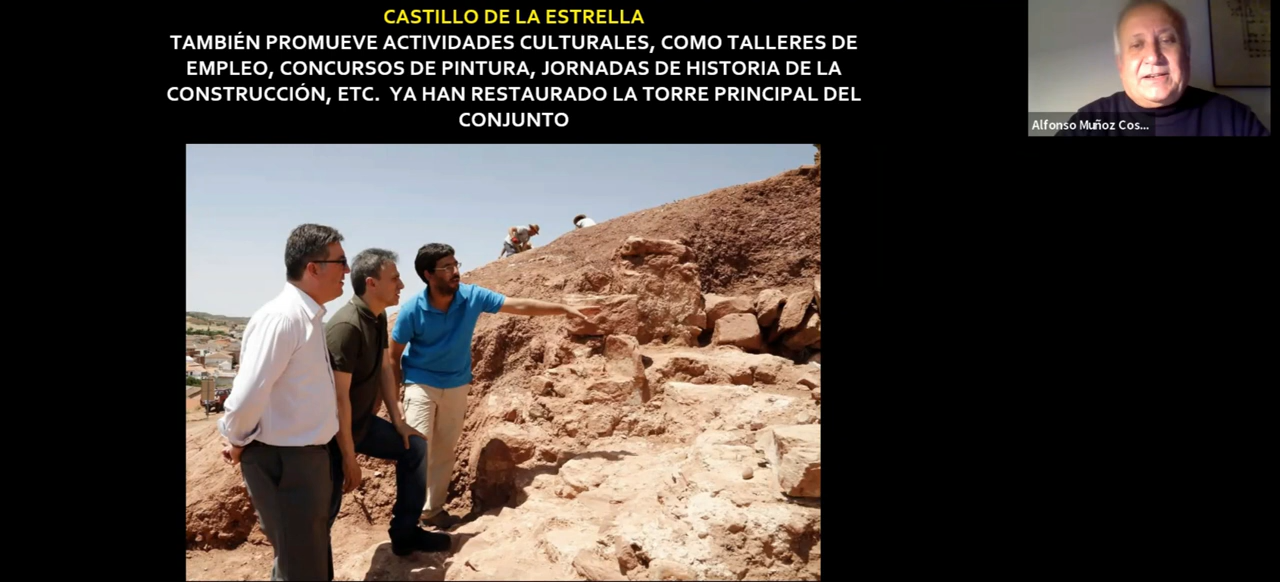 CASTILLO DE LA ESTRELLA
TAMBIÉN PROMUEVE ACTIVIDADES CULTURALES, COMO TALLERES DE
EMPLEO, CONCURSOS DE PINTURA, JORNADAS DE HISTORIA DE LA
CONSTRUCCIÓN, ETC. YA HAN RESTAURADO LA TORRE PRINCIPAL DEL
CONJUNTO
Alfonso Muñoz Cos...